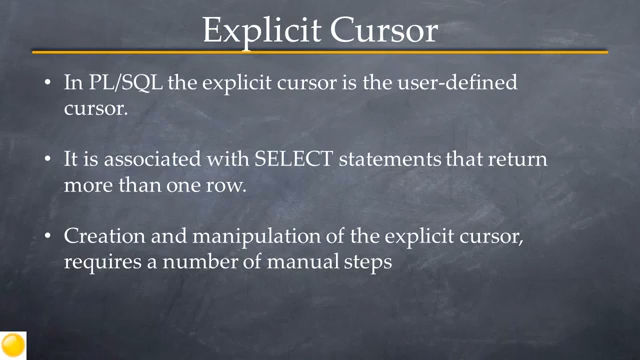 Explicit Cursor
• In PL/SQL the explicit cursor is the user-defined
cursor.
• It is associated with SELECT statements that return
more than one row.
• Creation and manipulation of the explicit cursor,
requires a number of manual steps